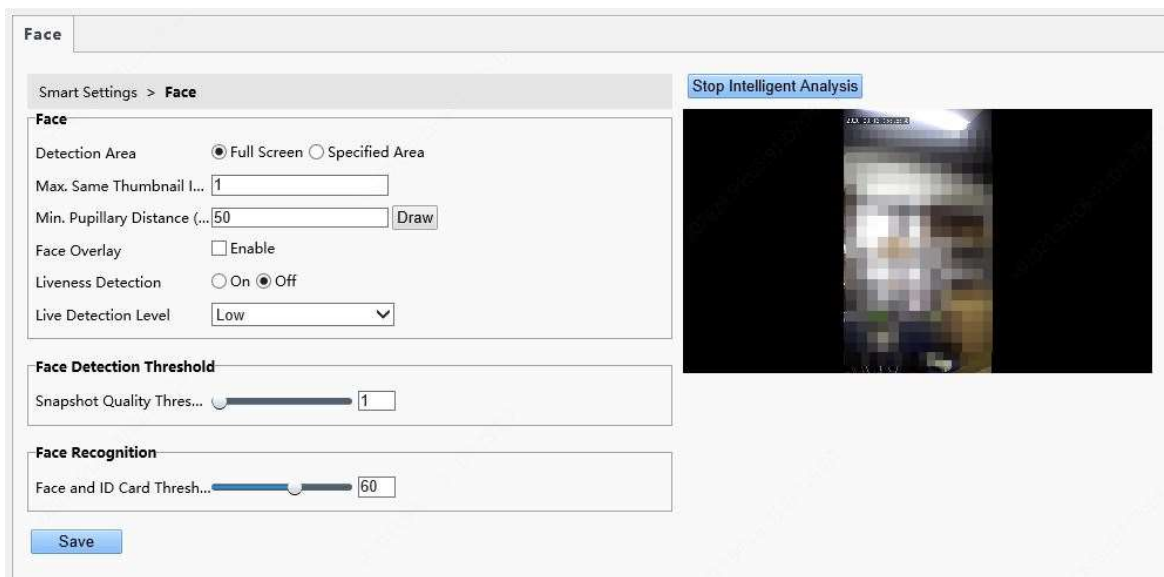 Face
Smart Settings > Face
Stop Intelligent Analysis
Face
Detection Area Full Screen Specified Area
Max. Same Thumbnail I... 1
Min. Pupillary Distance (... 50 Draw
Face Overlay Enable
Liveness Detection On Off
Live Detection Level Low
Face Detection Threshold
Snapshot Quality Thres... 1
Face Recognition
Face and ID Card Thresh... 60
Save